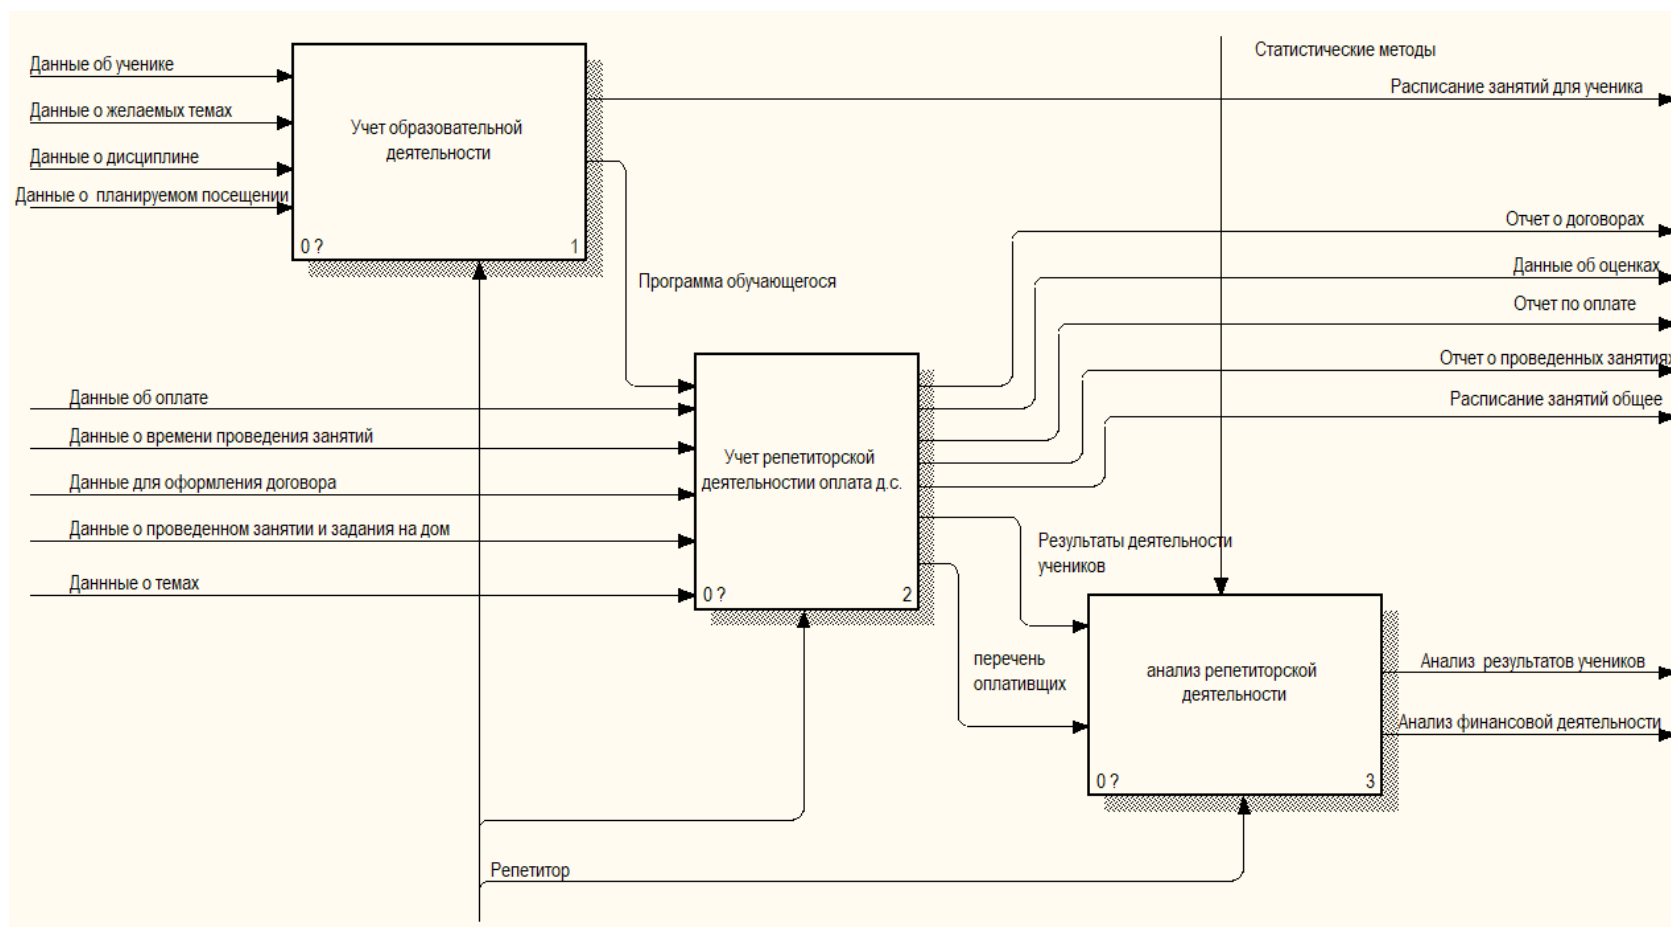 Статистические методы
Данные об ученике
Расписание занятий для ученика
Данные о желаемых темах
Учет образовательной
деятельности
Данные о дисциплине
Данные о  планируемом посещении
0 ?
1
Отчет о договорах
Данные об оценках
Программа обучающегося
Отчет по оплате
Отчет о проведенных занятиях
Данные об оплате
Расписание занятий общее
Данные о времени проведения занятий
Учет репетиторской
деятельностии оплата д.с.
Данные для оформления договора
Данные о проведенном занятии и задания на дом
Результаты деятельности
учеников
Даннные о темах
0 ?
2
перечень
оплативщих
анализ репетиторской
деятельности
Анализ  результатов учеников
Анализ финансовой деятельности
0 ?
3
Репетитор